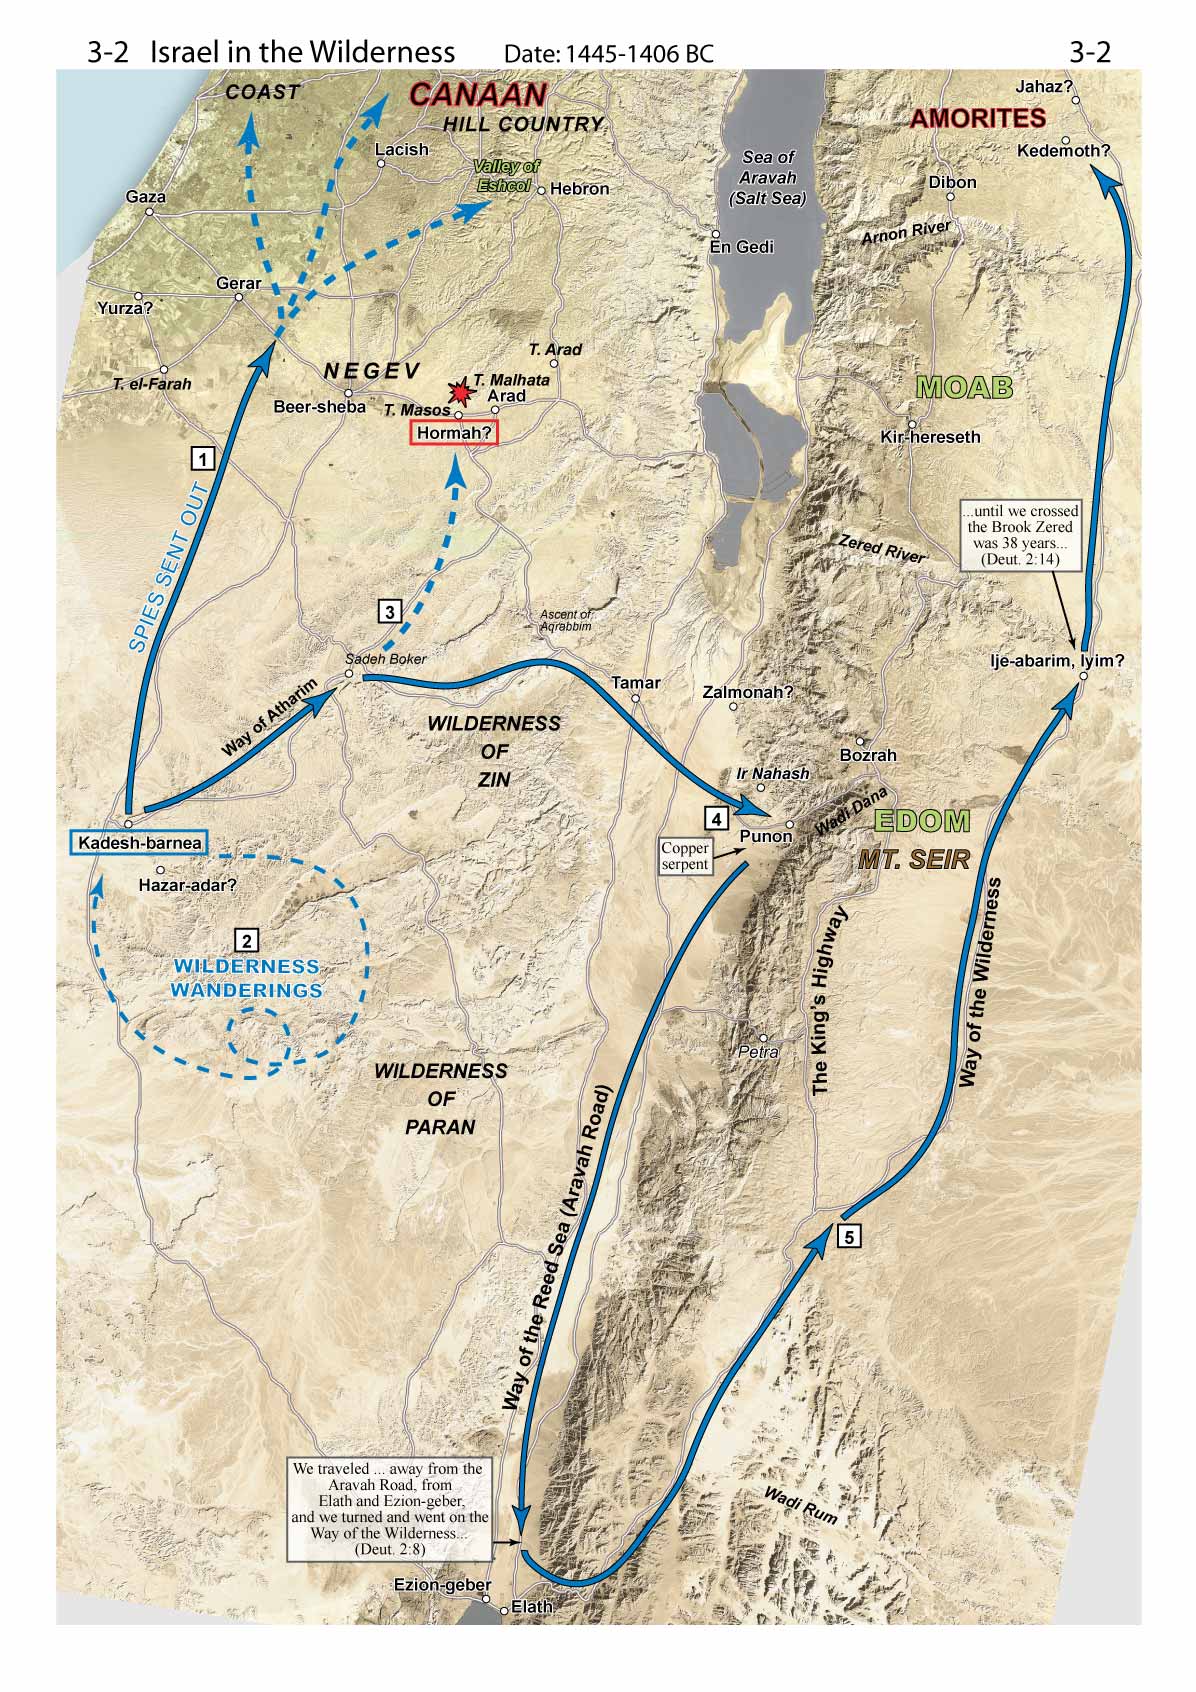 3-2 Israel in the Wilderness Date: 1445-1406 BC 3-2
COAST
CANAAN
HILL COUNTRY
Jahaz?
AMORITES
Kedemoth?
Lacish
Valley of
Eshcol
Hebron
Sea of
Aravah
(Salt Sea)
Dibon
Gaza
Arnon River
En Gedi
Gerar
Yurza?
T. Arad
NEGEV
T. el-Farah
T. Malhata
Arad
MOAB
Beer-sheba
T. Masos
Hormah?
Kir-hereseth
1
SPIES SENT OUT
...until we crossed
the Brook Zered
was 38 years...
(Deut. 2:14)
Zered River
3
Ascent of
Aqrabbim
Sadeh Boker
Ije-abarim, Iyim?
Way of Atharim
Tamar
Zalmonah?
WILDERNESS
OF
ZIN
Bozrah
Ir Nahash
Wadi Dana
4
Punon
EDOM
MT. SEIR
Copper
serpent
Kadesh-barnea
Hazar-adar?
2
WILDERNESS
WANDERINGS
The King's Highway
Way of the Wilderness
Petra
WILDERNESS
OF
PARAN
Way of the Reed Sea (Aravah Road)
5
We traveled ... away from the
Aravah Road, from
Elath and Ezion-geber,
and we turned and went on the
Way of the Wilderness...
(Deut. 2:8)
Wadi Rum
Ezion-geber
Elath